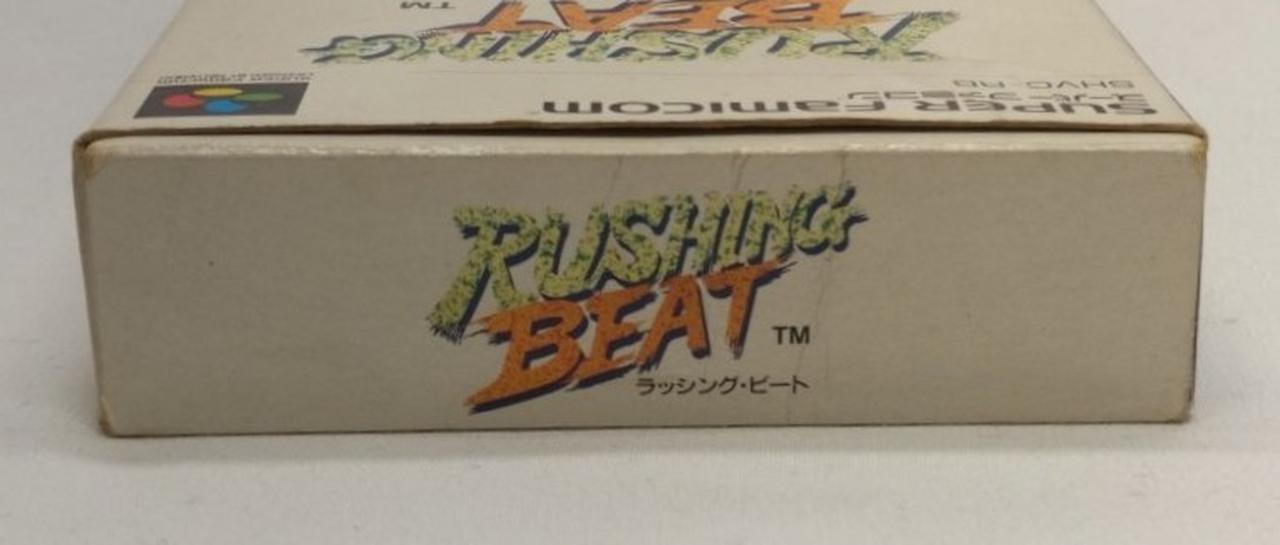 BEAT
TM
RUSHING
SHVC-RB
スーパーファミコン
SUPER Famicom
RUSHING
BEAT
TM
ラッシング・ビート